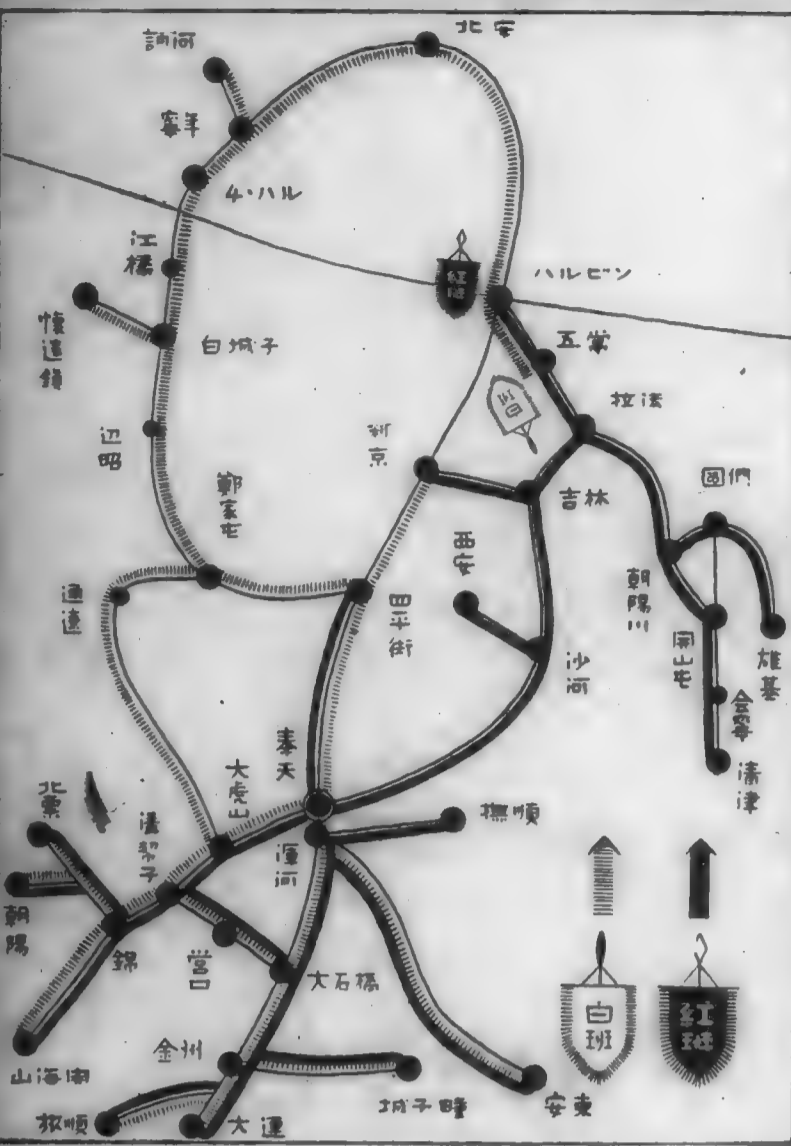 北安
訥河
寧年
チ・ハル
江橋
紅班
ハルビン
懐遠鎮
白城子
五常
白班
拉法
辺昭
新京
図們
鄭家屯
吉林
西安
朝陽川
通遼
四平街
沙河
開山屯
雄基
会寧
奉天
大虎山
清津
北票
溝幇子
撫順
渾河
朝陽
錦
営口
大石橋
白班
紅班
金州
山海関
城子疃
安東
旅順
大連